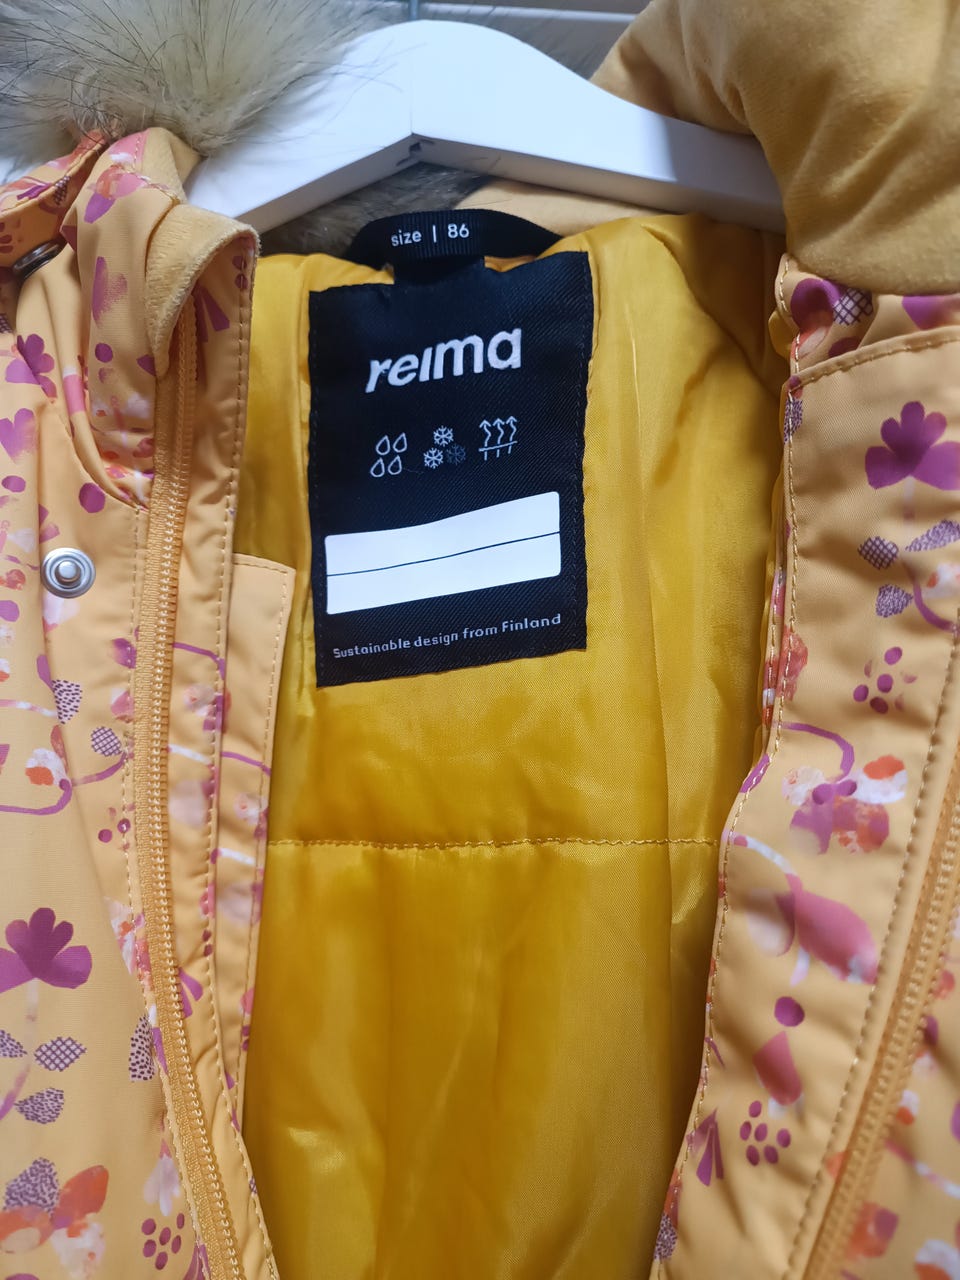 size | 86
reima
Sustainable design from Finland